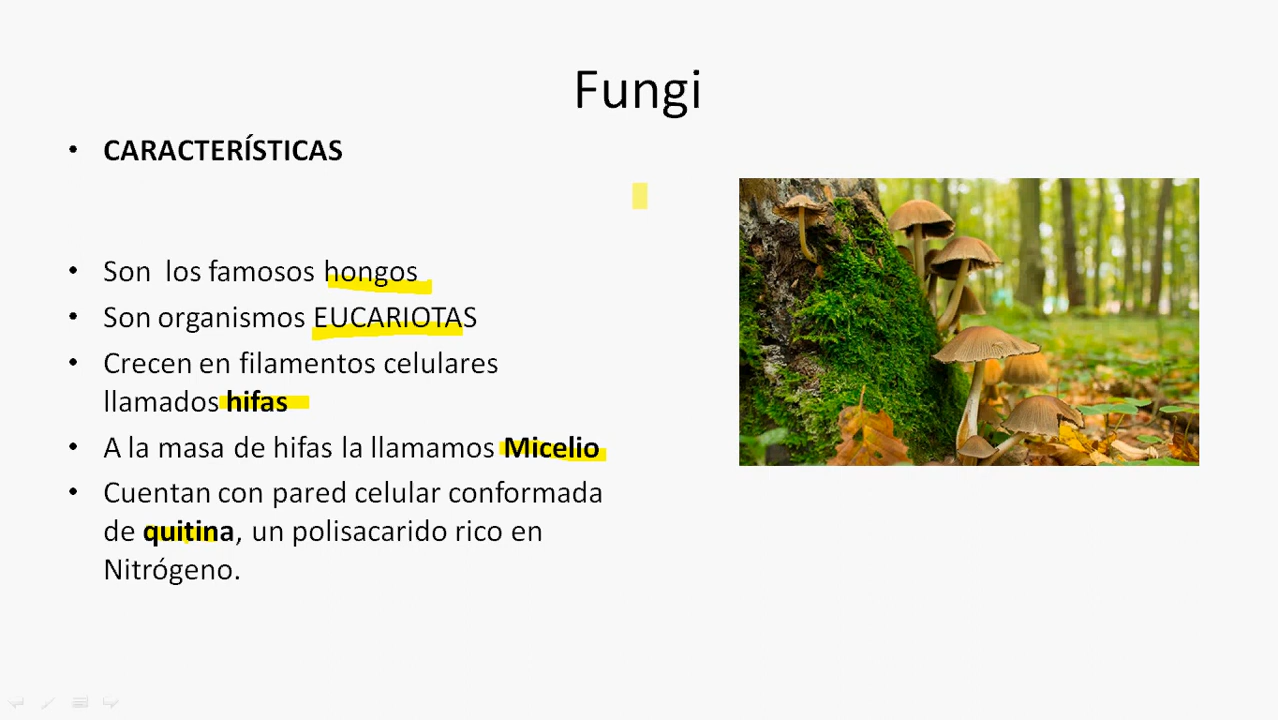 Fungi
• CARACTERÍSTICAS
• Son los famosos hongos
• Son organismos EUCARIOTAS
• Crecen en filamentos celulares
llamados hifas
• A la masa de hifas la llamamos Micelio
• Cuentan con pared celular conformada
de quitina, un polisacarido rico en
Nitrógeno.